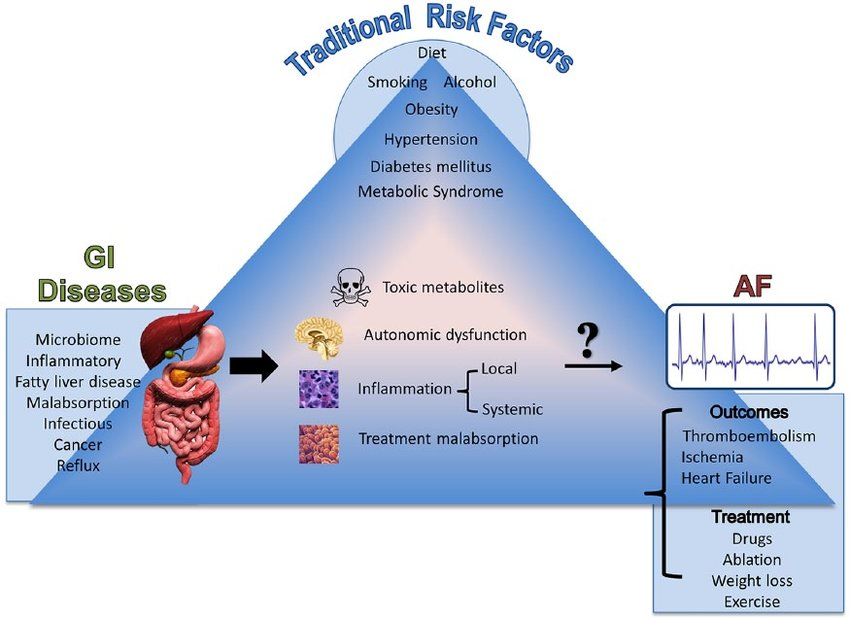 Traditional Risk Factors
Diet
Smoking Alcohol
Obesity
Hypertension
Diabetes mellitus
Metabolic Syndrome
GI
Diseases
Microbiome
Inflammatory
Fatty liver disease
Malabsorption
Infectious
Cancer
Reflux
Toxic metabolites
Autonomic dysfunction
Inflammation
Local
Systemic
Treatment malabsorption
?
AF
Outcomes
Thromboembolism
Ischemia
Heart Failure
Treatment
Drugs
Ablation
Weight loss
Exercise